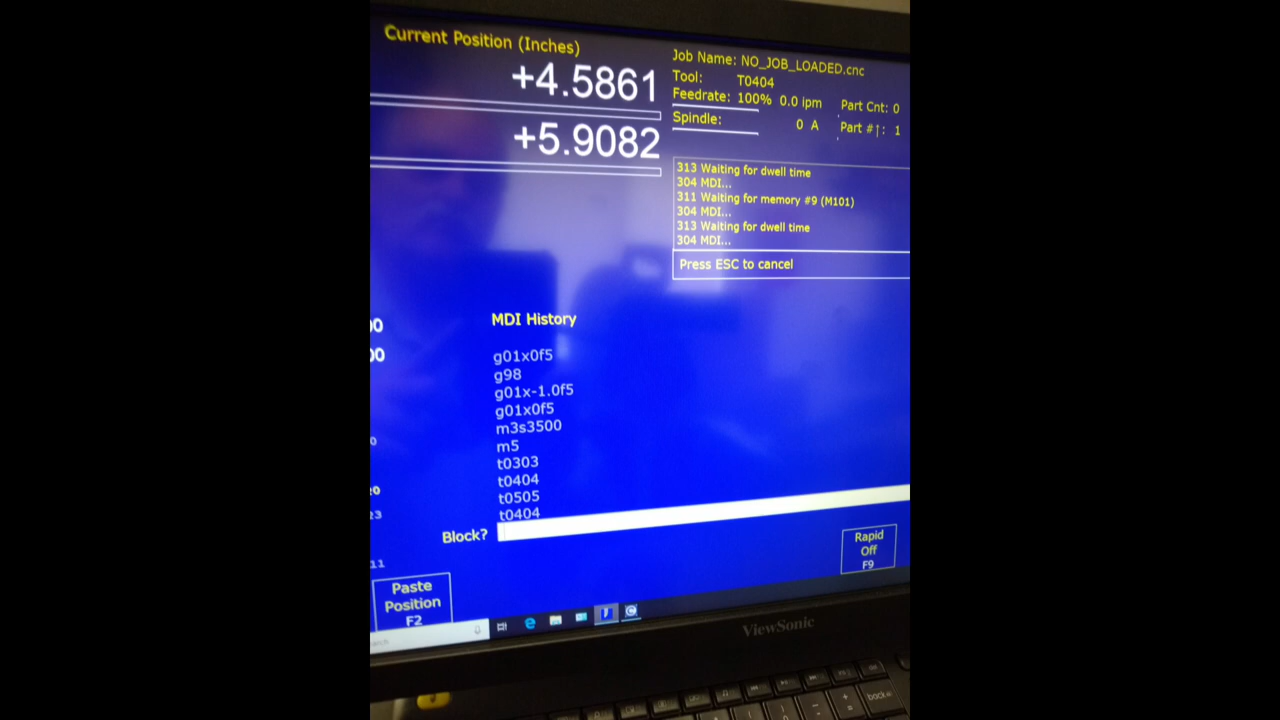 Current Position (Inches)
+4.5861
+5.9082
Job Name: NO_JOB_LOADED.cnc
Tool: T0404
Feedrate: 100% 0.0 ipm Part Cnt: 0
Spindle: 0 A Part #↑: 1
313 Waiting for dwell time
304 MDI...
311 Waiting for memory #9 (M101)
304 MDI...
313 Waiting for dwell time
304 MDI...
Press ESC to cancel
MDI History
g01x0f5
g98
g01x-1.0f5
g01x0f5
m3s3500
m5
t0303
t0404
t0505
t0404
Block?
Rapid
Off
F9
Paste
Position
F2
ViewSonic